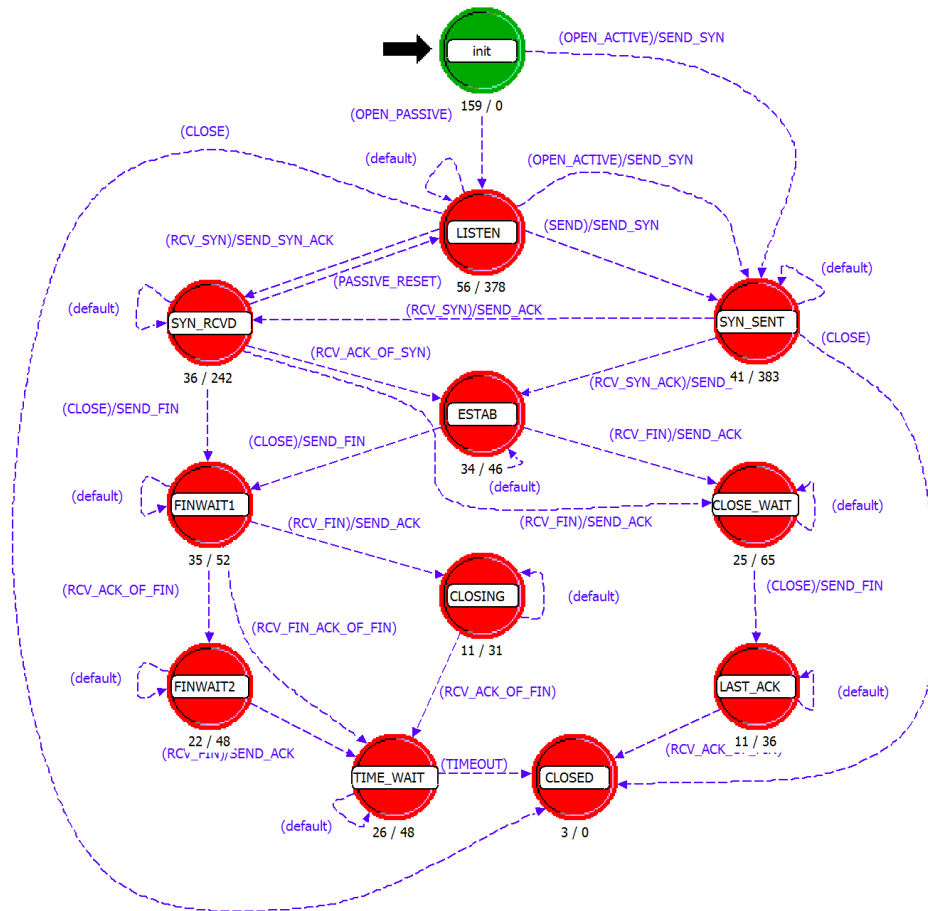 (OPEN_ACTIVE)/SEND_SYN
init
159 / 0
(OPEN_PASSIVE)
(CLOSE)
(default)
(OPEN_ACTIVE)/SEND_SYN
(SEND)/SEND_SYN
LISTEN
(RCV_SYN)/SEND_SYN_ACK
(default)
(PASSIVE_RESET)
56 / 378
(default)
(RCV_SYN)/SEND_ACK
SYN_RCVD
SYN_SENT
(CLOSE)
(RCV_ACK_OF_SYN)
36 / 242
41 / 383
(RCV_SYN_ACK)/SEND_
(CLOSE)/SEND_FIN
ESTAB
(RCV_FIN)/SEND_ACK
(CLOSE)/SEND_FIN
34 / 46
(default)
(default)
FINWAIT1
CLOSE_WAIT
(default)
(RCV_FIN)/SEND_ACK
(RCV_FIN)/SEND_ACK
35 / 52
25 / 65
(RCV_ACK_OF_FIN)
(CLOSE)/SEND_FIN
CLOSING
(default)
(RCV_FIN_ACK_OF_FIN)
11 / 31
(default)
FINWAIT2
LAST_ACK
(default)
(RCV_ACK_OF_FIN)
22 / 48
11 / 36
(RCV_FIN)/SEND_ACK
(RCV_ACK_OF_FIN)
(TIMEOUT)
TIME_WAIT
CLOSED
(default)
26 / 48
3 / 0